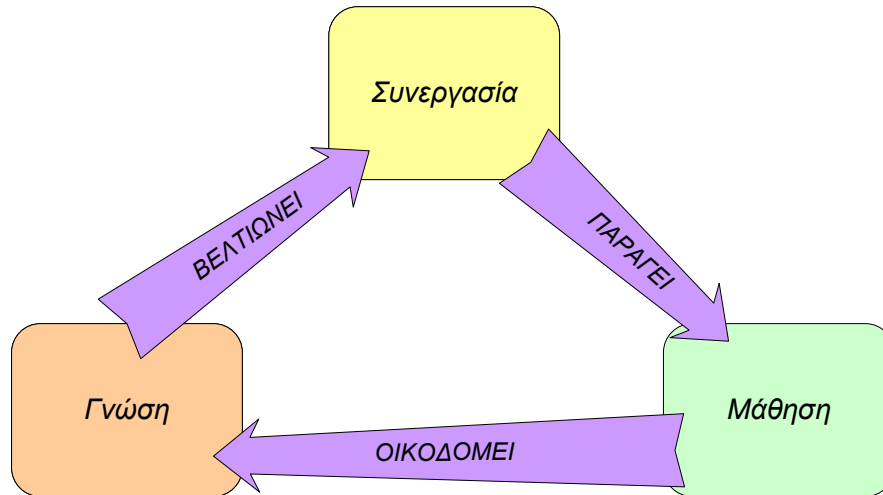 Συνεργασία
ΒΕΛΤΙΩΝΕΙ
ΠΑΡΑΓΕΙ
Γνώση
ΟΙΚΟΔΟΜΕΙ
Μάθηση